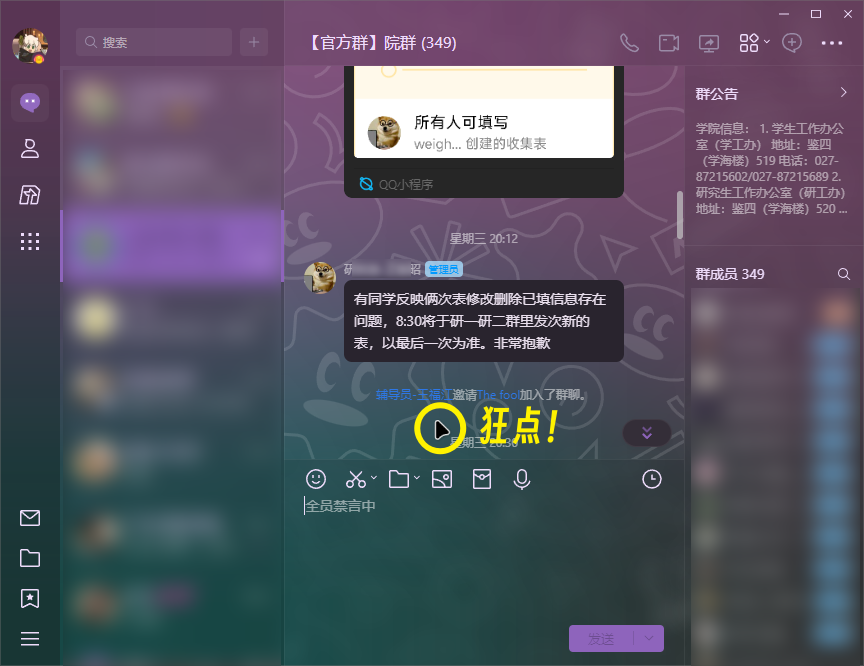 搜索
【官方群】院群 (349)
所有人可填写
weigh... 创建的收集表
QQ小程序
星期三 20:12
管理员
有同学反映俩次表修改删除已填信息存在
问题，8:30将于研一研二群里发次新的
表，以最后一次为准。非常抱歉
辅导员-王福江邀请The fool加入了群聊。
狂点！
星期三 20:30
全员禁言中
发送
群公告
学院信息： 1. 学生工作办公
室（学工办） 地址：鉴四
（学海楼）519 电话：027-
87215602/027-87215689 2.
研究生工作办公室（研工办）
地址：鉴四（学海楼）520 ...
群成员 349